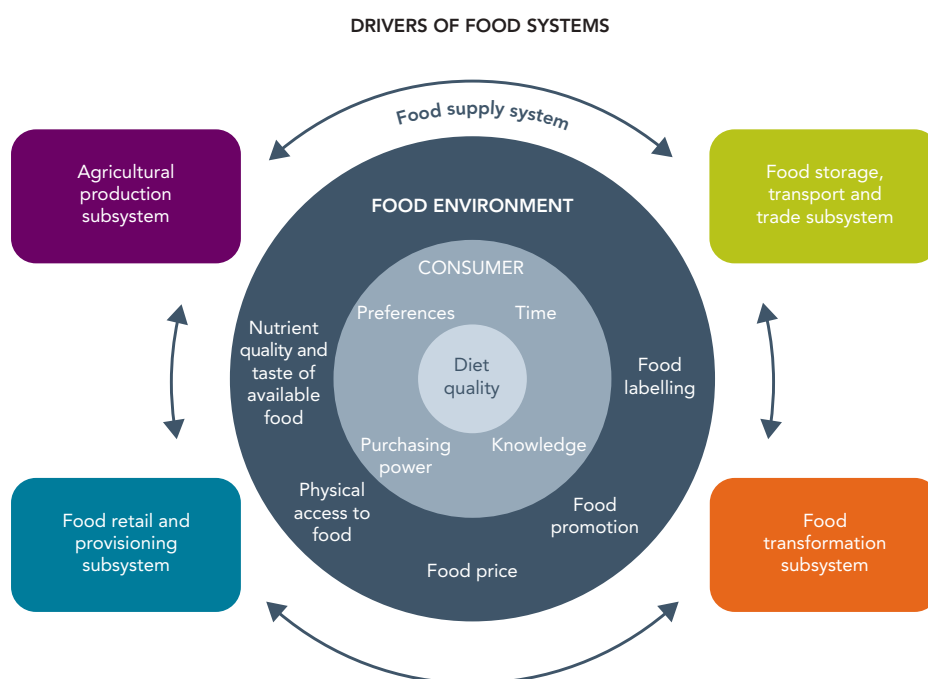 DRIVERS OF FOOD SYSTEMS
Food supply system
Agricultural
production
subsystem
Food storage,
transport and
trade subsystem
FOOD ENVIRONMENT
CONSUMER
Preferences
Time
Nutrient
quality and
taste of
available
food
Diet
quality
Food
labelling
Purchasing
power
Knowledge
Physical
access to
food
Food
promotion
Food price
Food retail and
provisioning
subsystem
Food
transformation
subsystem